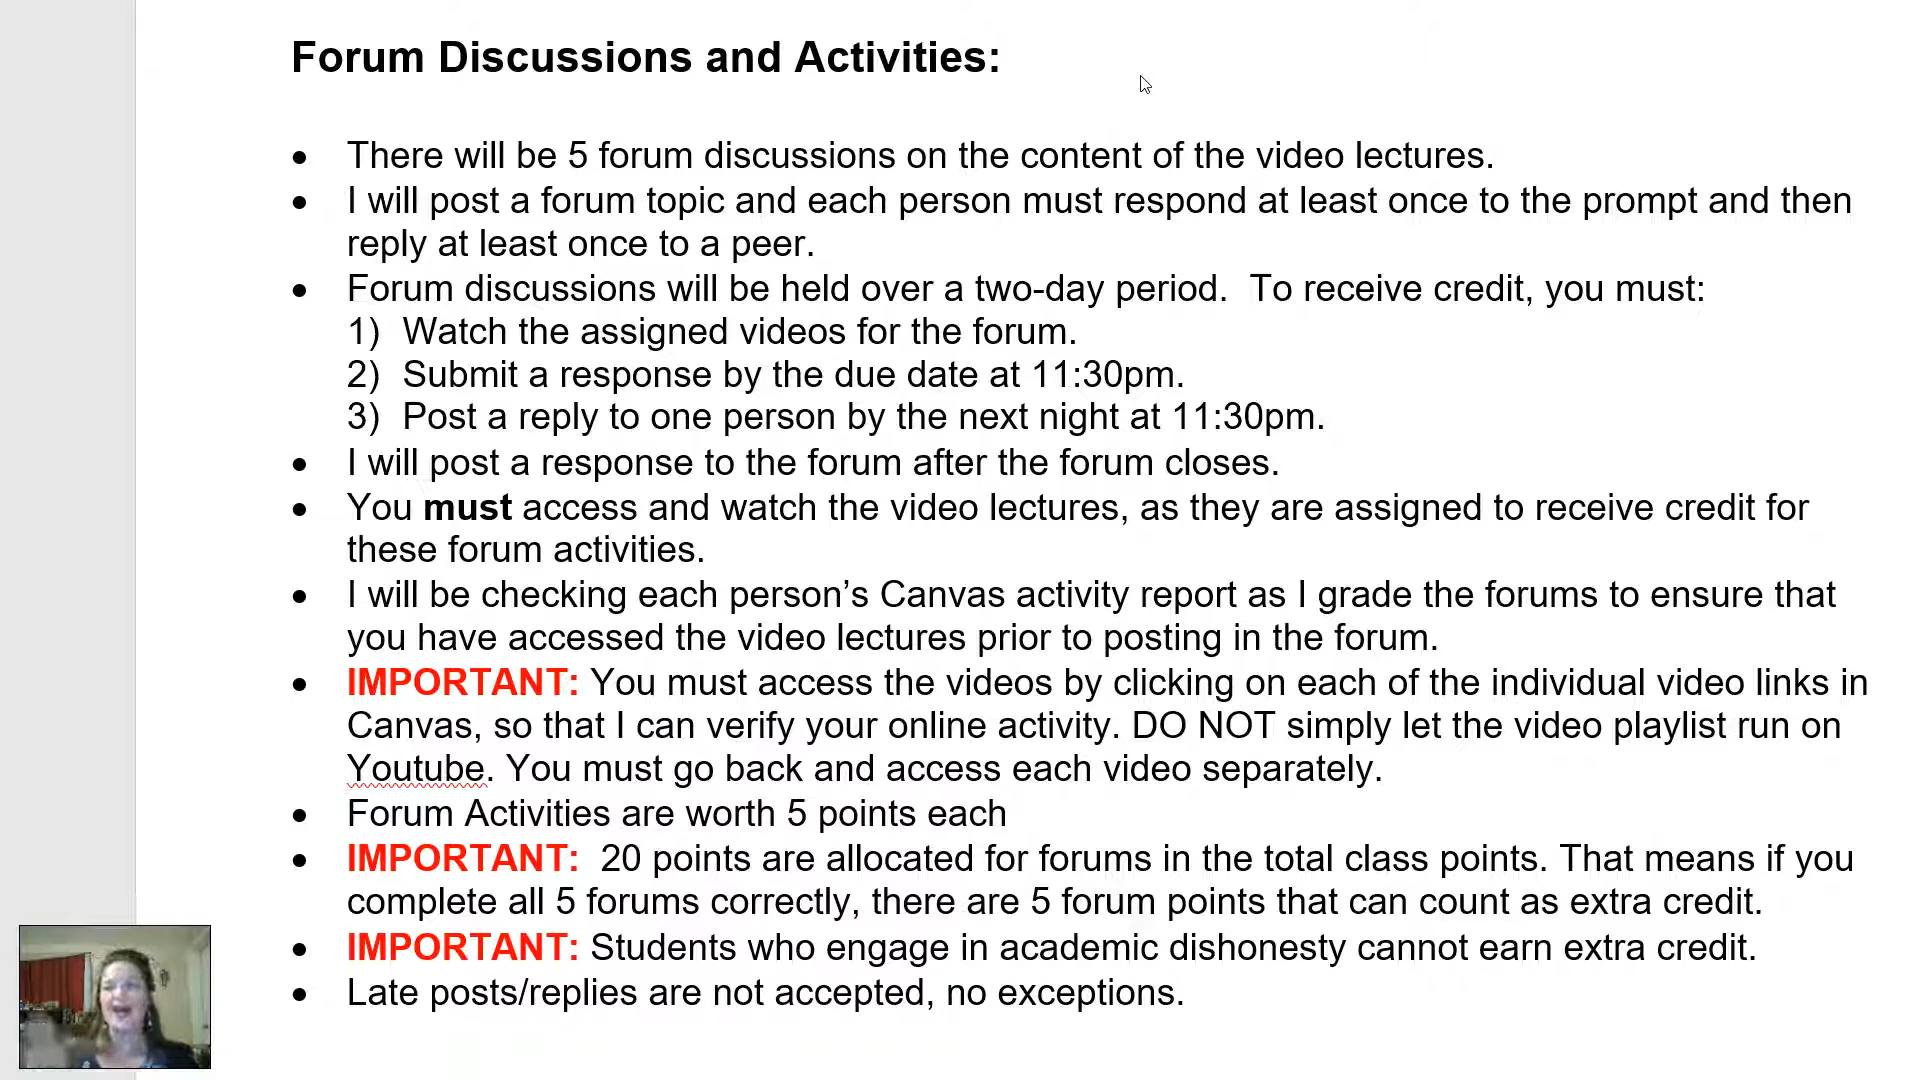 Forum Discussions and Activities:
• There will be 5 forum discussions on the content of the video lectures.
• I will post a forum topic and each person must respond at least once to the prompt and then
reply at least once to a peer.
• Forum discussions will be held over a two-day period.  To receive credit, you must:
1) Watch the assigned videos for the forum.
2) Submit a response by the due date at 11:30pm.
3) Post a reply to one person by the next night at 11:30pm.
• I will post a response to the forum after the forum closes.
• You must access and watch the video lectures, as they are assigned to receive credit for
these forum activities.
• I will be checking each person’s Canvas activity report as I grade the forums to ensure that
you have accessed the video lectures prior to posting in the forum.
• IMPORTANT: You must access the videos by clicking on each of the individual video links in
Canvas, so that I can verify your online activity. DO NOT simply let the video playlist run on
Youtube. You must go back and access each video separately.
• Forum Activities are worth 5 points each
• IMPORTANT:  20 points are allocated for forums in the total class points. That means if you
complete all 5 forums correctly, there are 5 forum points that can count as extra credit.
• IMPORTANT: Students who engage in academic dishonesty cannot earn extra credit.
• Late posts/replies are not accepted, no exceptions.